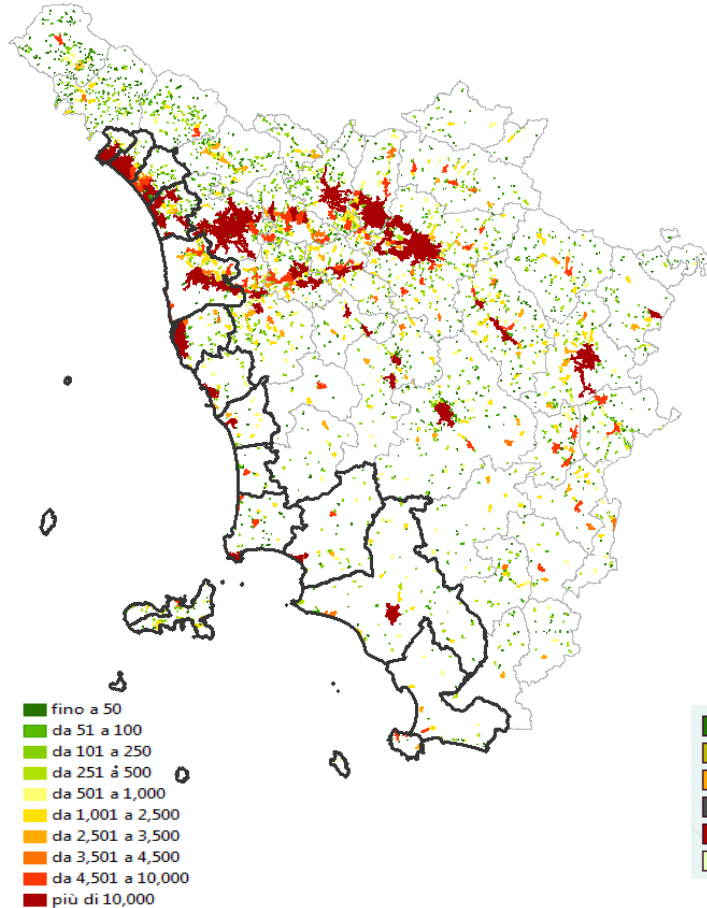 fino a 50
da 51 a 100
da 101 a 250
da 251 a 500
da 501 a 1,000
da 1,001 a 2,500
da 2,501 a 3,500
da 3,501 a 4,500
da 4,501 a 10,000
più di 10,000